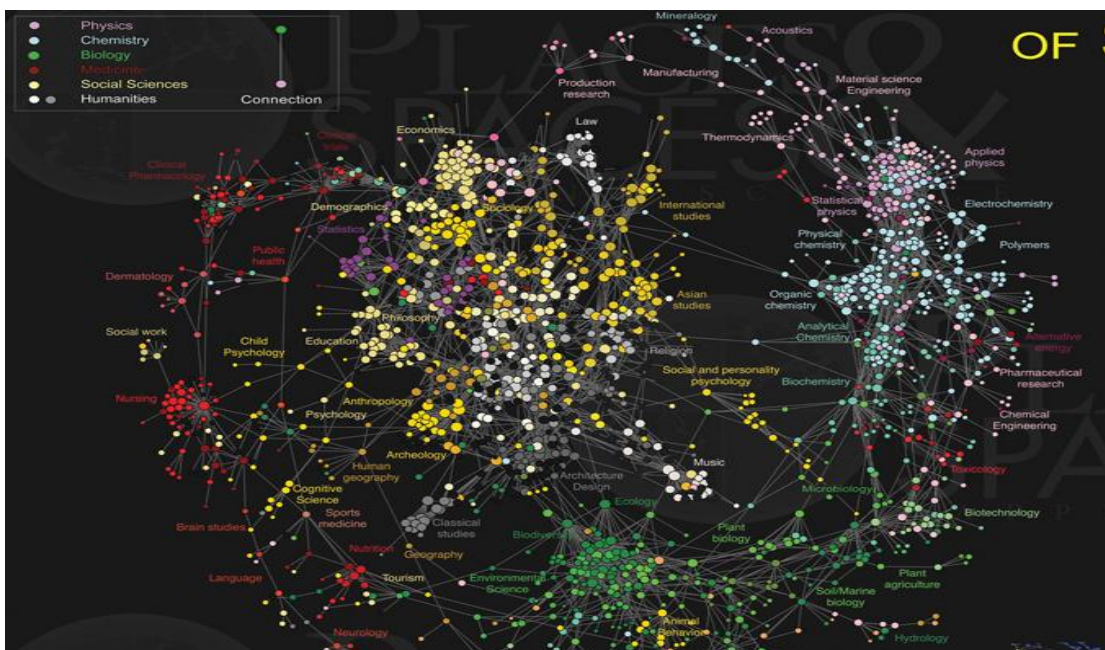 Physics
Chemistry
Biology
Medicine
Social Sciences
Humanities
Connection
PLACES &
SPACES
OF
Mineralogy
Acoustics
Production
research
Manufacturing
Material science
Engineering
Economics
Law
Thermodynamics
Clinical
trials
Clinical
Pharmacology
Applied
physics
Demographics
Sociology
International
studies
Statistical
physics
Electrochemistry
Statistics
Physical
chemistry
Polymers
Public
health
Dermatology
Organic
chemistry
Asian
studies
Philosophy
Social work
Education
Analytical
Chemistry
Alternative
energy
Child
Psychology
Religion
Social and personality
psychology
Biochemistry
Pharmaceutical
research
Nursing
Anthropology
Psychology
Chemical
Engineering
Archeology
Human
geography
Music
Toxicology
Architecture
Design
Cognitive
Science
Microbiology
Ecology
Sports
medicine
Biotechnology
Brain studies
Classical
studies
Biodiversity
Plant
biology
Nutrition
Geography
Language
Tourism
Environmental
Science
Plant
agriculture
Soil/Marine
biology
Animal
Behavior
Neurology
Hydrology